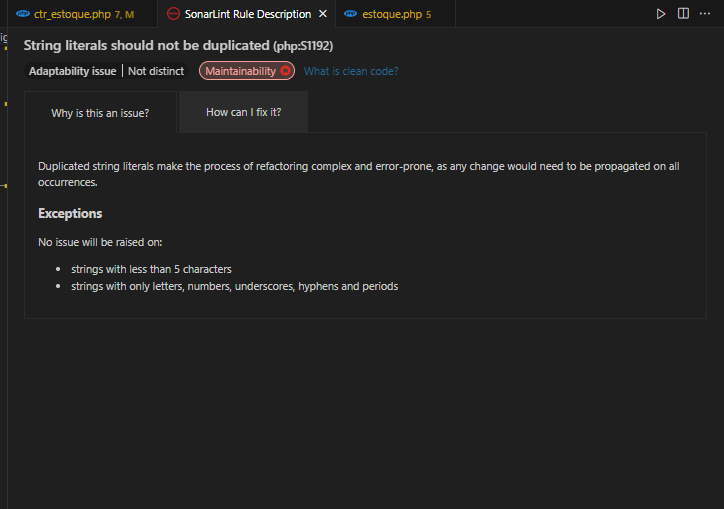 ctr_estoque.php 7, M
SonarLint Rule Description
estoque.php 5
String literals should not be duplicated (php:S1192)
Adaptability issue | Not distinct
Maintainability
What is clean code?
Why is this an issue?
How can I fix it?
Duplicated string literals make the process of refactoring complex and error-prone, as any change would need to be propagated on all
occurrences.
Exceptions
No issue will be raised on:
• strings with less than 5 characters
• strings with only letters, numbers, underscores, hyphens and periods